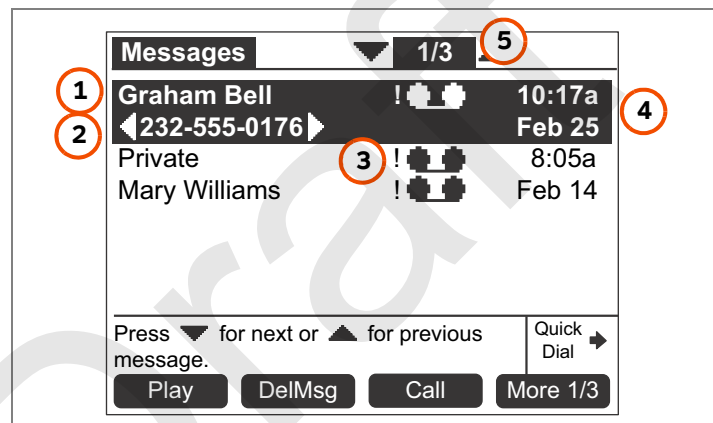 Messages 1/3 5
1 Graham Bell ! 10:17a 4
2 232-555-0176 Feb 25
Private 3 ! 8:05a
Mary Williams ! Feb 14
Press for next or for previous
message.
Quick
Dial
Play DelMsg Call More 1/3